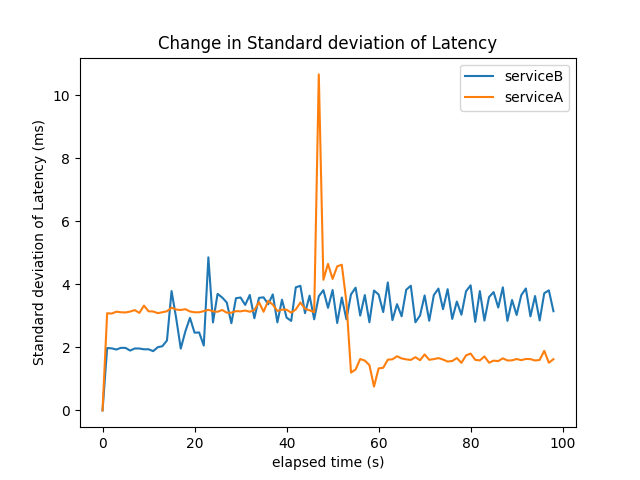 Change in Standard deviation of Latency
serviceB
serviceA
Standard deviation of Latency (ms)
10
8
6
4
2
0
0 20 40 60 80 100
elapsed time (s)